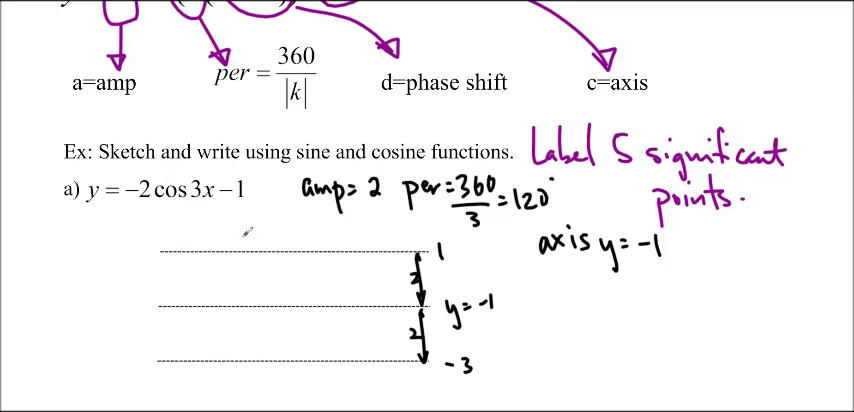 a=amp per = 360/|k| d=phase shift c=axis
Ex: Sketch and write using sine and cosine functions. Label 5 significant points.
a) y = −2 cos 3x − 1 amp = 2 per = 360/3 = 120°
axis y = -1
1
2
y = -1
2
-3